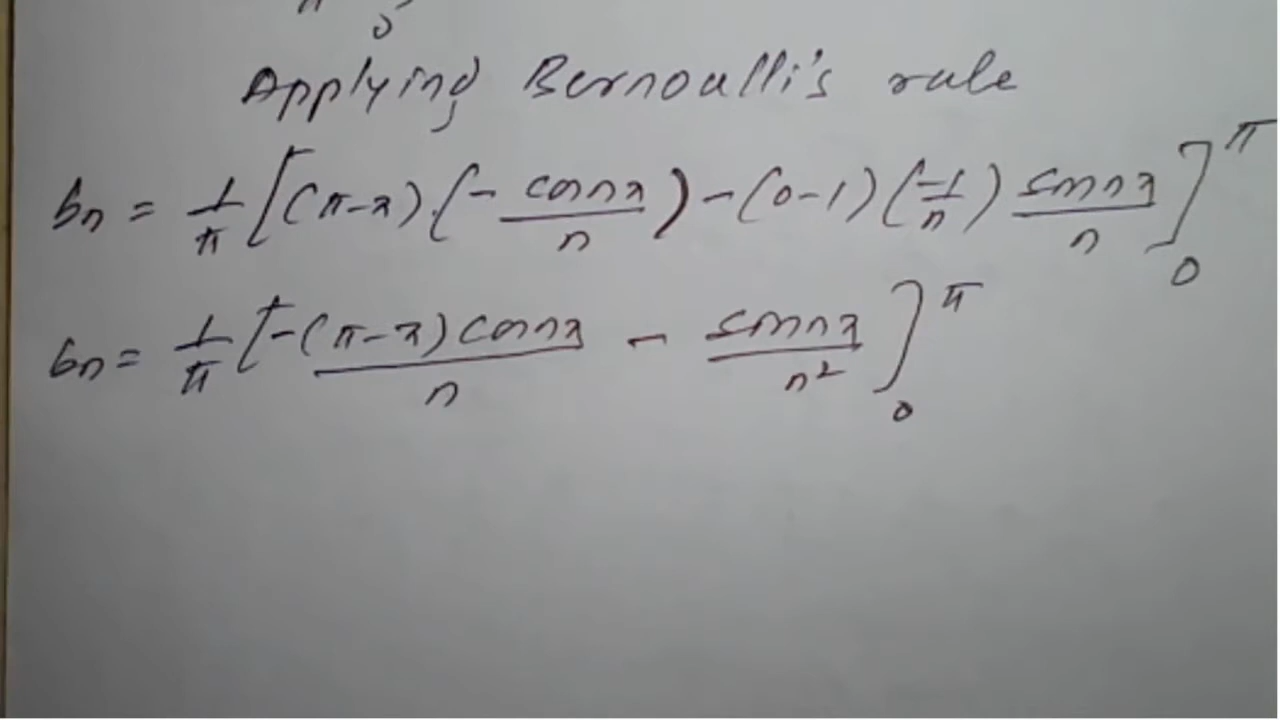 π 0
Applying Bernoulli's rule
bn = 1/π [(π-x).(- cos nx / n) - (0-1) (-1/n) sin nx / n]₀^π
bn = 1/π [-(π-x) cos nx / n - sin nx / n²]₀^π